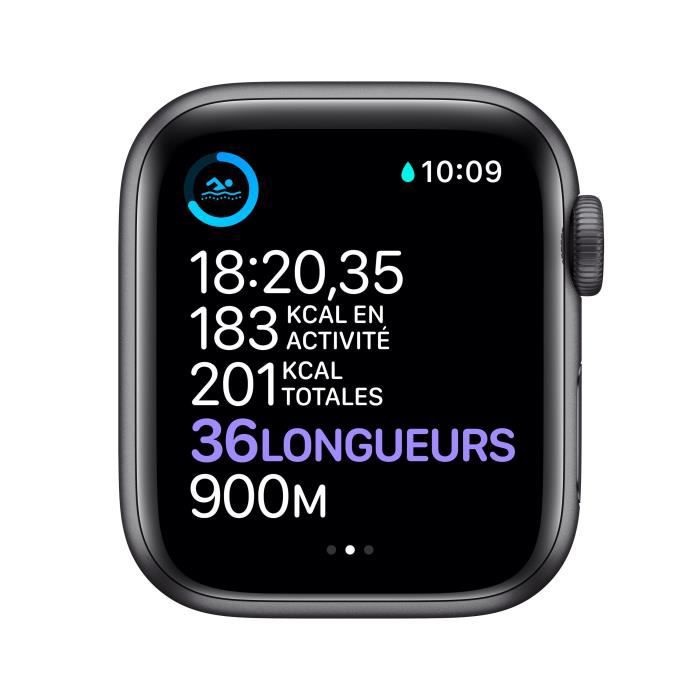 10:09
18:20,35
183 KCAL EN
ACTIVITÉ
201 KCAL
TOTALES
36LONGUEURS
900M